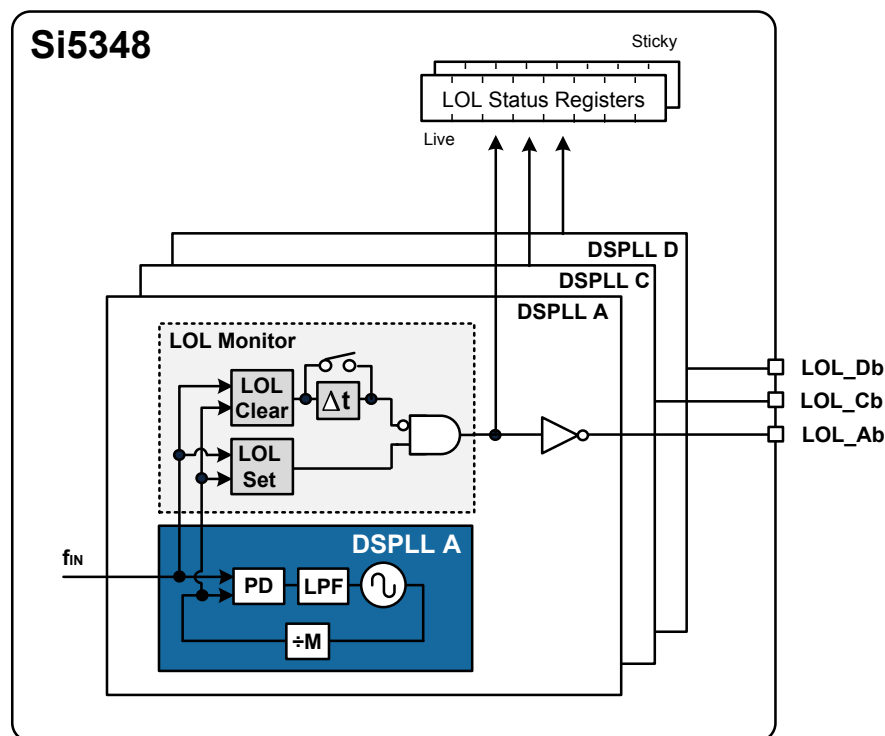 Si5348
Sticky
LOL Status Registers
Live
DSPLL D
DSPLL C
DSPLL A
LOL Monitor
LOL
Clear
Δt
LOL
Set
LOL_Db
LOL_Cb
LOL_Ab
DSPLL A
fIN
PD
LPF
÷M